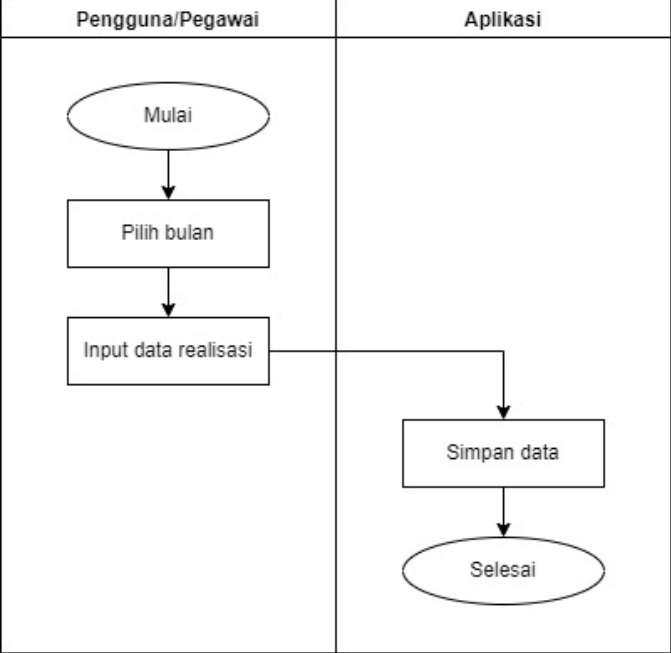 Pengguna/Pegawai
Aplikasi
Mulai
Pilih bulan
Input data realisasi
Simpan data
Selesai